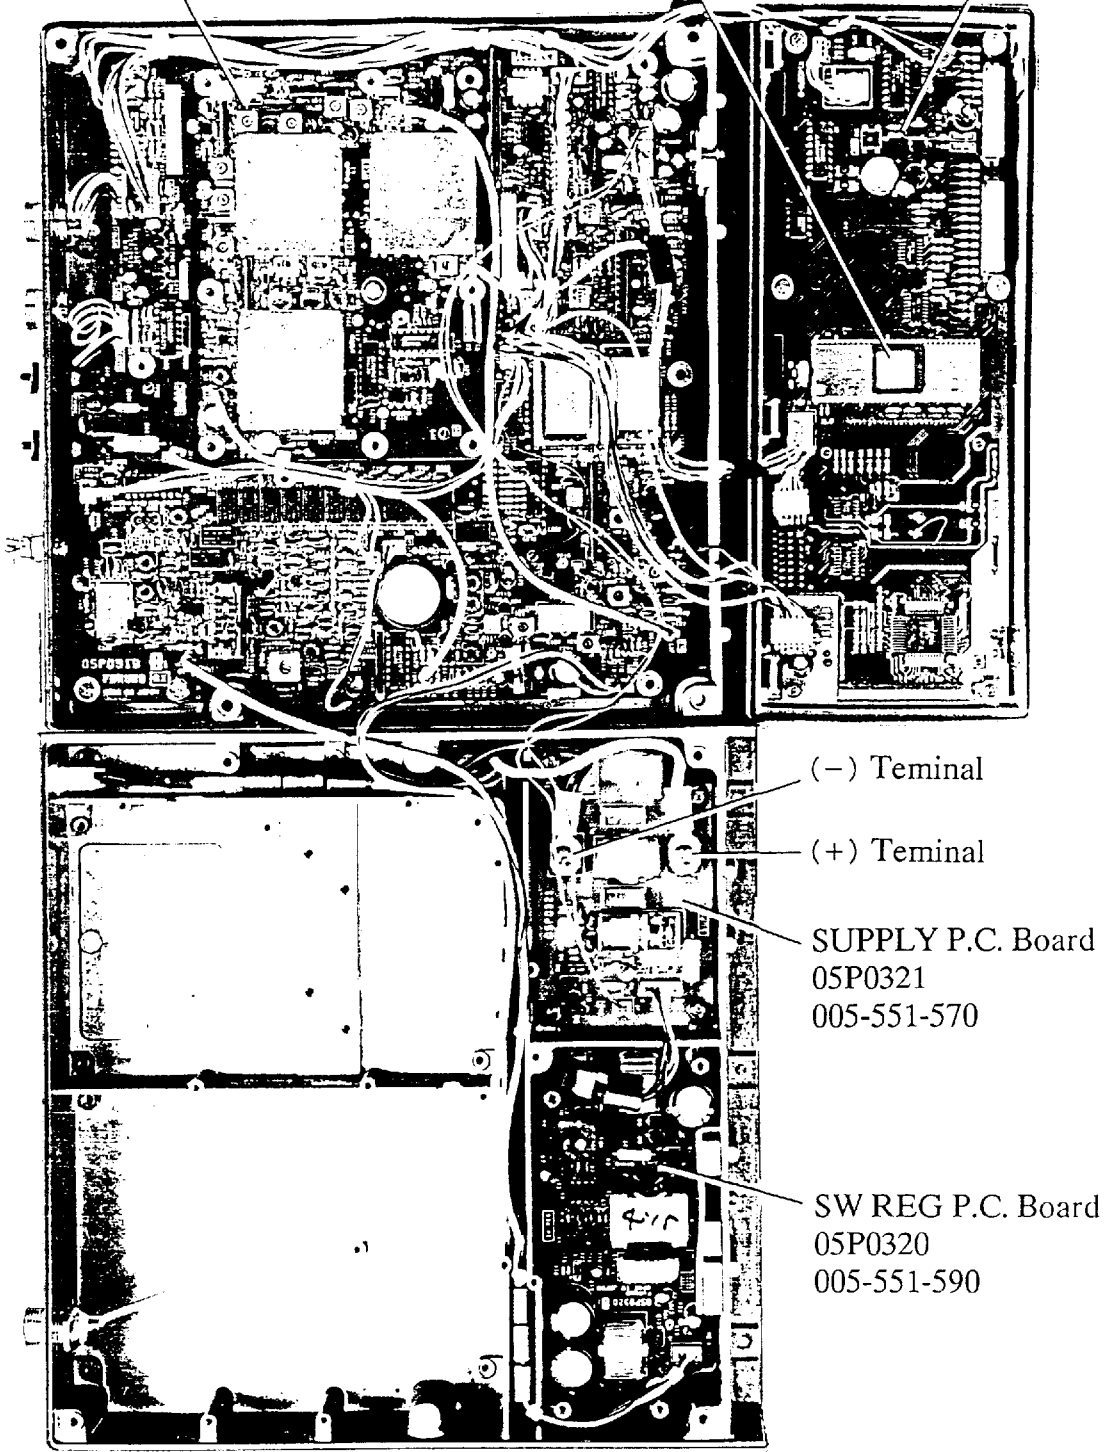 (−) Teminal
(+) Teminal
SUPPLY P.C. Board
05P0321
005-551-570
SW REG P.C. Board
05P0320
005-551-590